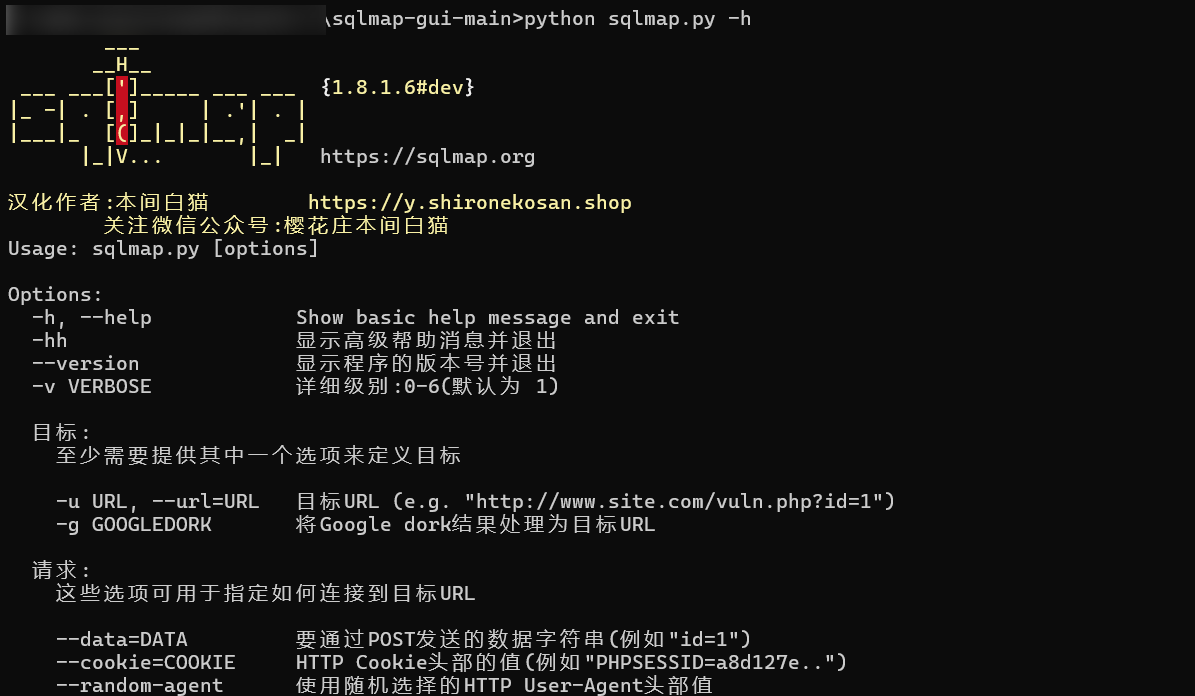 \sqlmap-gui-main>python sqlmap.py -h
        ___
       __H__
 ___ ___[']_____ ___ ___  {1.8.1.6#dev}
|_ -| . [,]     | .'| . |
|___|_  [(]_|_|_|__,|  _|
      |_|V...       |_|   https://sqlmap.org
汉化作者:本间白猫 https://y.shironekosan.shop
关注微信公众号:樱花庄本间白猫
Usage: sqlmap.py [options]
Options:
-h, --help Show basic help message and exit
-hh 显示高级帮助消息并退出
--version 显示程序的版本号并退出
-v VERBOSE 详细级别:0-6(默认为 1)
目标:
至少需要提供其中一个选项来定义目标
-u URL, --url=URL 目标URL (e.g. "http://www.site.com/vuln.php?id=1")
-g GOOGLEDORK 将Google dork结果处理为目标URL
请求:
这些选项可用于指定如何连接到目标URL
--data=DATA 要通过POST发送的数据字符串(例如"id=1")
--cookie=COOKIE HTTP Cookie头部的值(例如"PHPSESSID=a8d127e..")
--random-agent 使用随机选择的HTTP User-Agent头部值